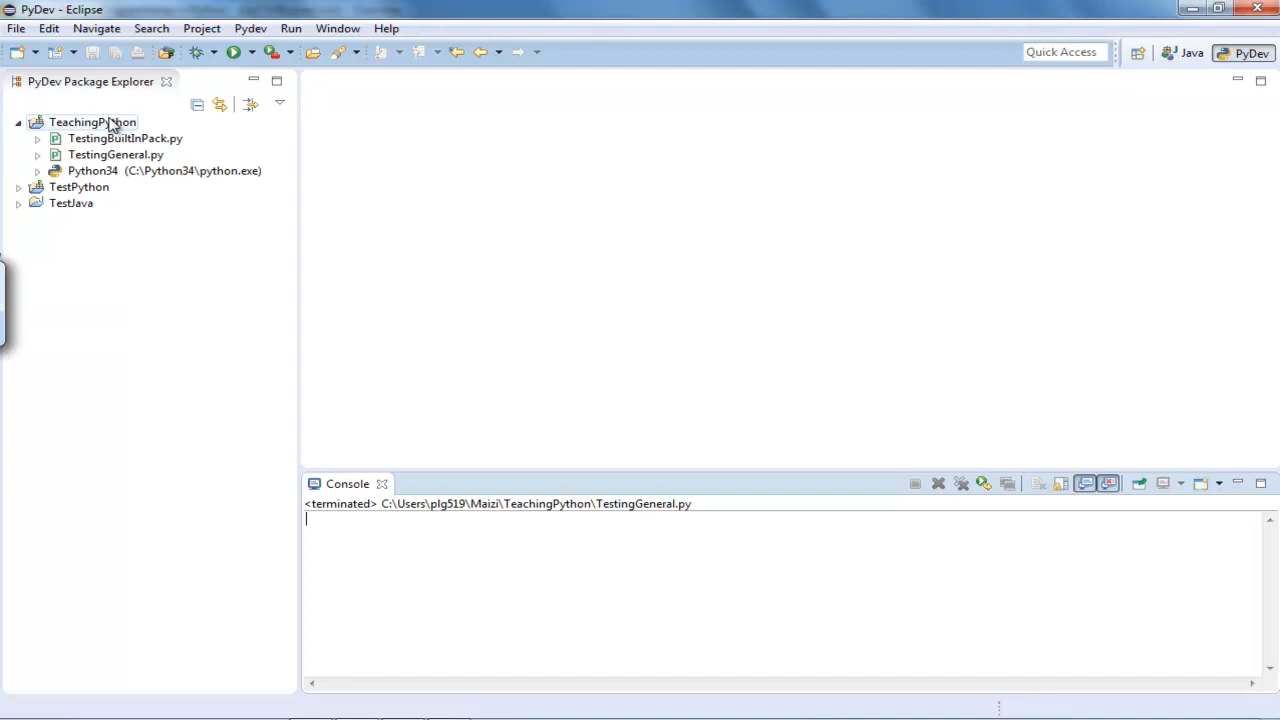 PyDev - Eclipse
File Edit Navigate Search Project Pydev Run Window Help
Quick Access Java PyDev
PyDev Package Explorer
TeachingPython
TestingBuiltInPack.py
TestingGeneral.py
Python34 (C:\Python34\python.exe)
TestPython
TestJava
Console
<terminated> C:\Users\plg519\Maizi\TeachingPython\TestingGeneral.py